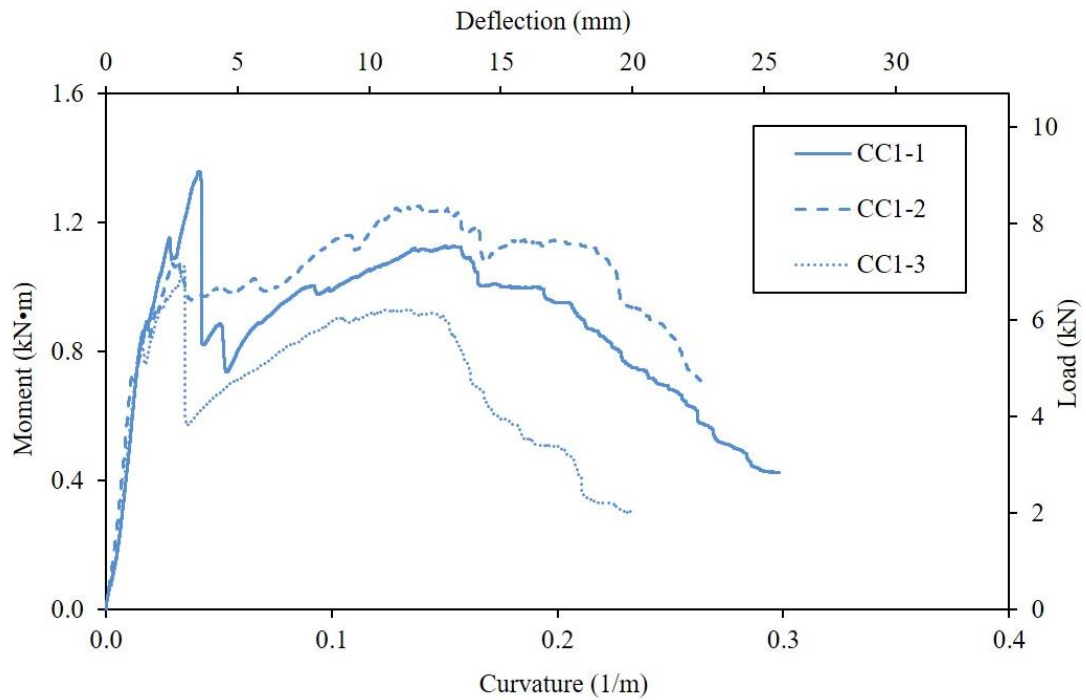 Deflection (mm)
0 5 10 15 20 25 30
1.6
1.2
0.8
0.4
0.0
Moment (kN•m)
CC1-1
CC1-2
CC1-3
10
8
6
4
2
0
Load (kN)
0.0 0.1 0.2 0.3 0.4
Curvature (1/m)